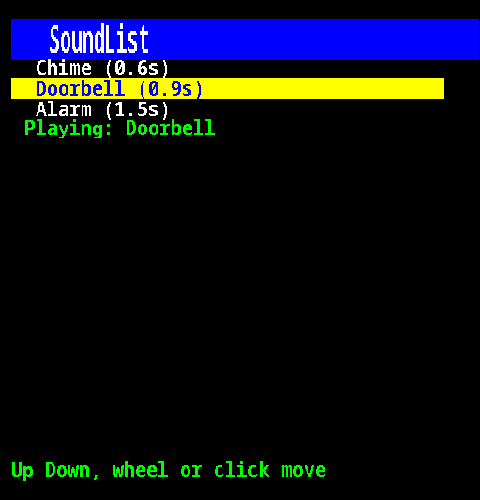 SoundList
Chime (0.6s)
Doorbell (0.9s)
Alarm (1.5s)
Playing: Doorbell
Up Down, wheel or click move